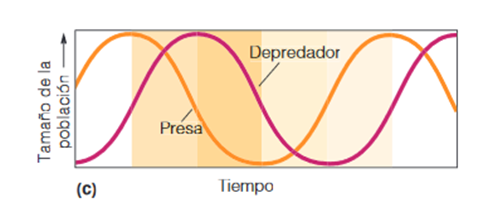 Tamaño de la
población
Depredador
Presa
(c)
Tiempo